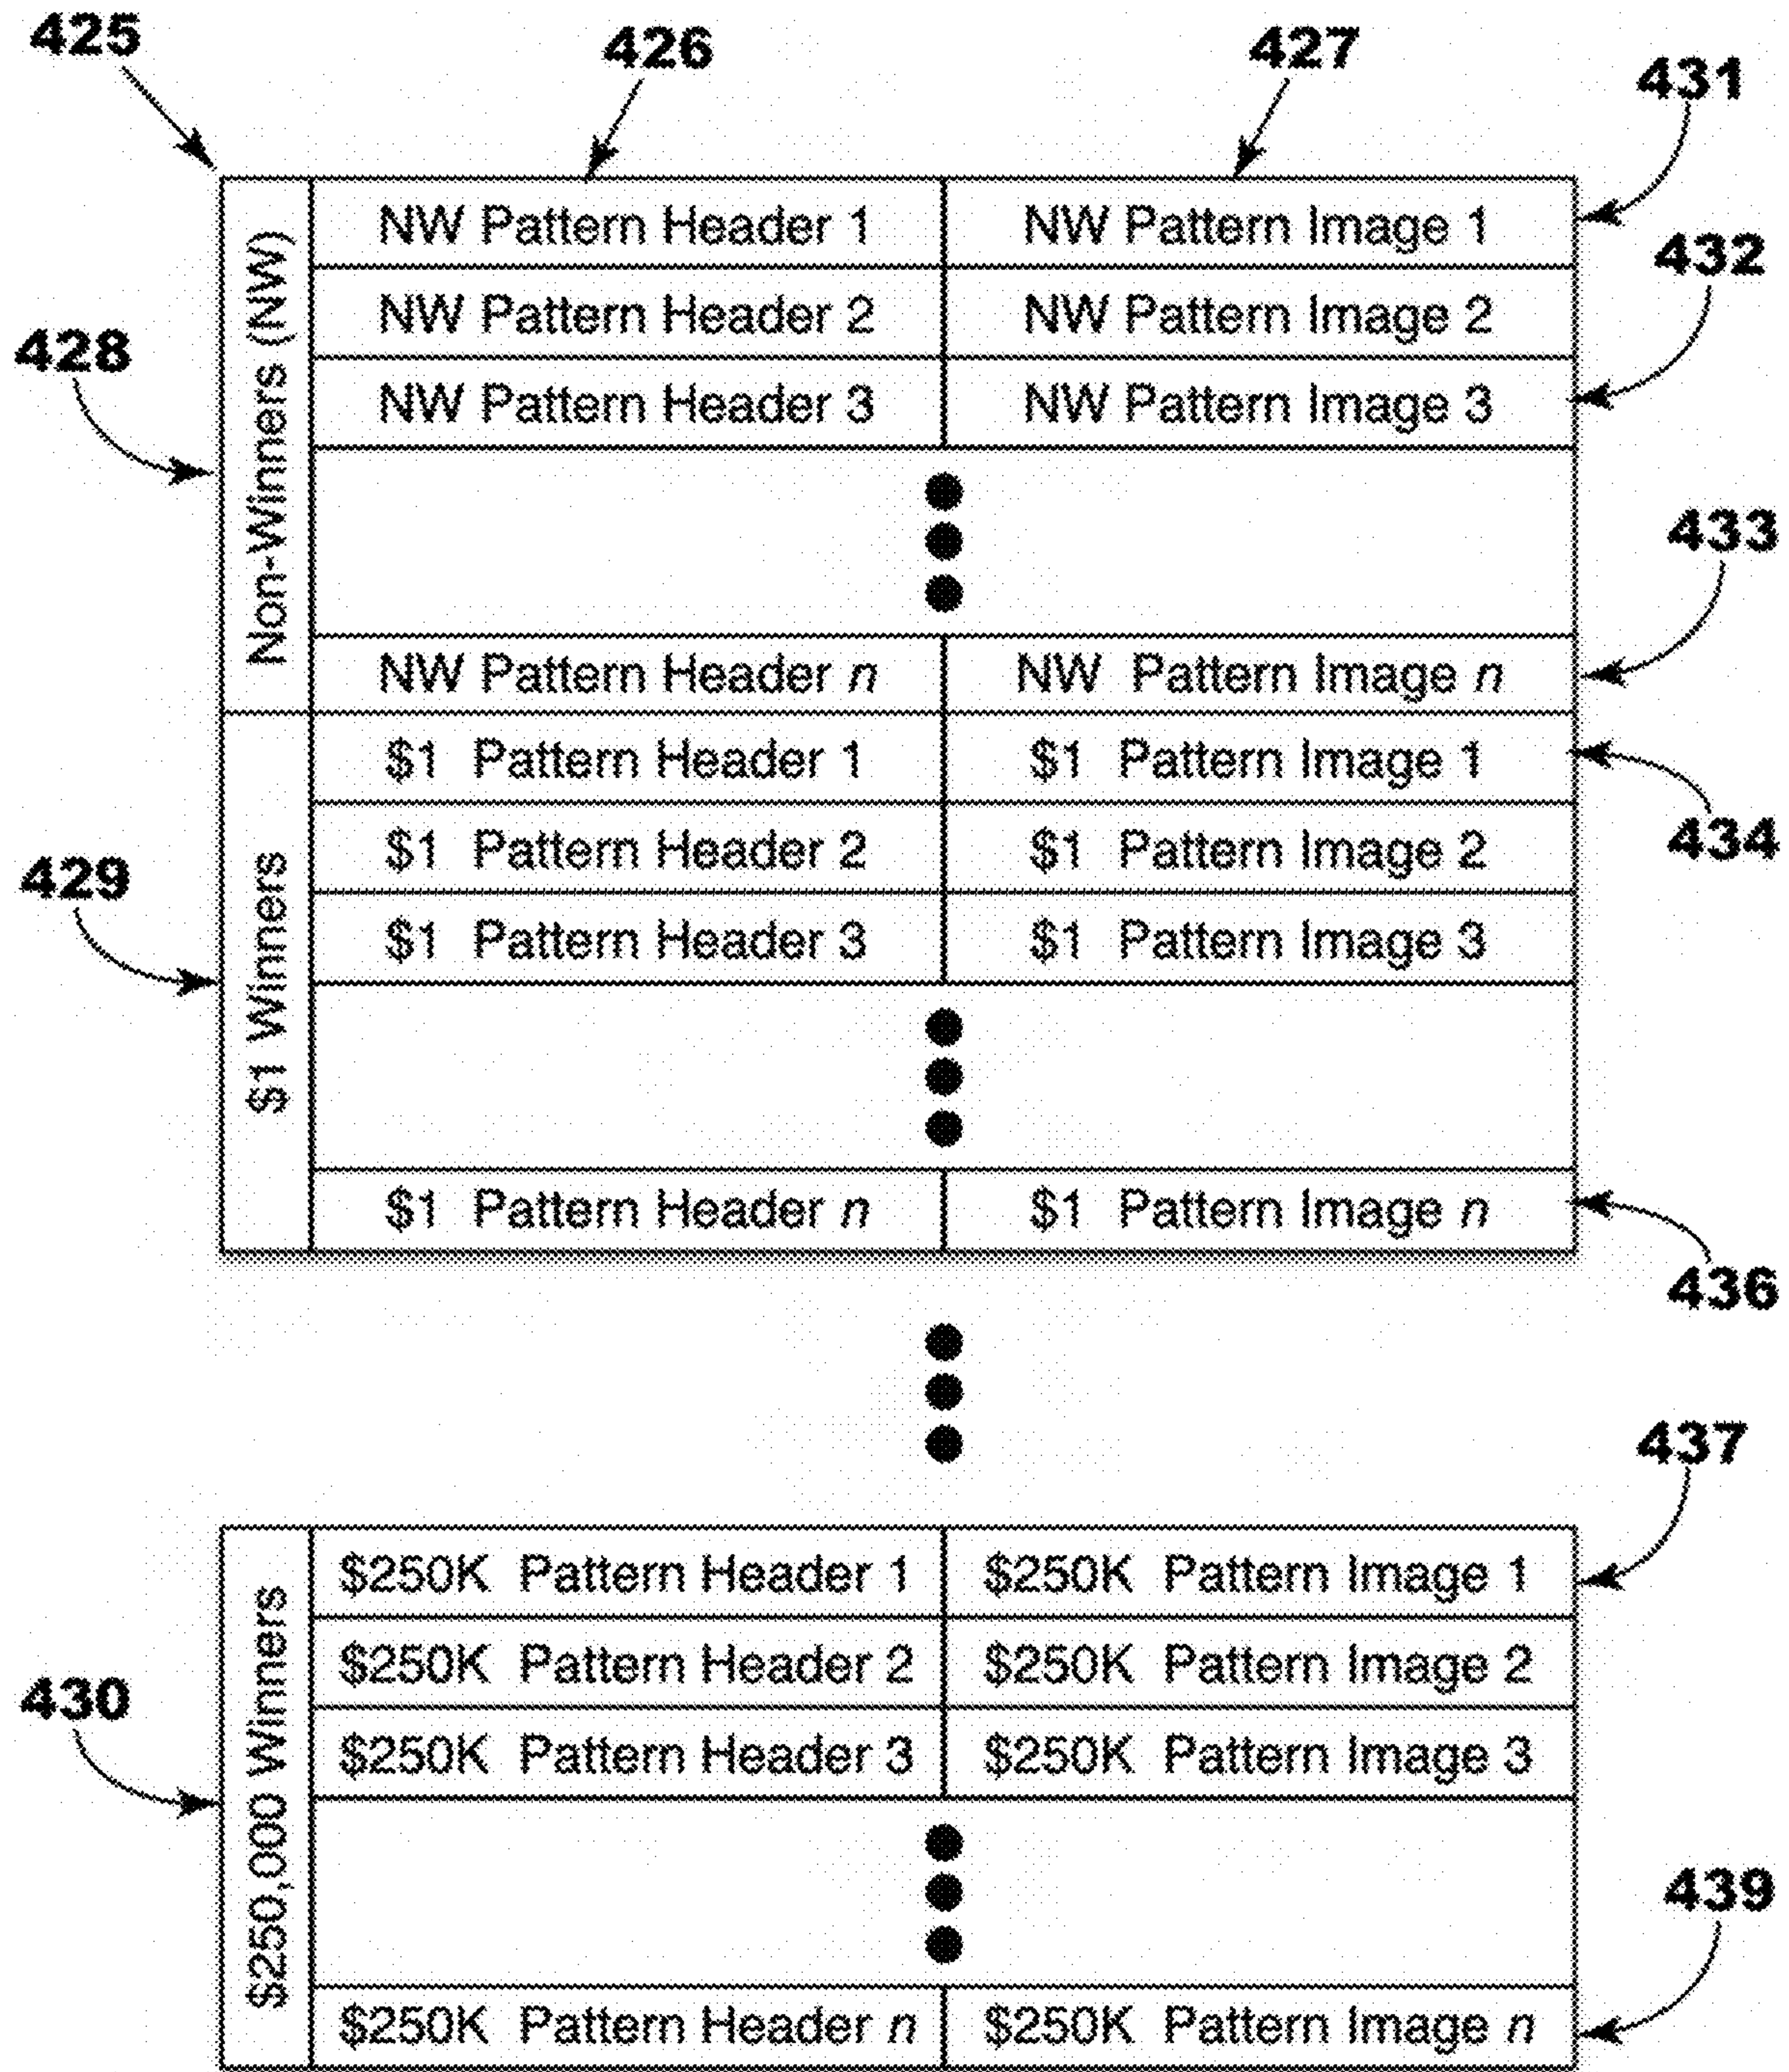 425
426
427
431
NW Pattern Header 1 NW Pattern Image 1
432
NW Pattern Header 2 NW Pattern Image 2
428
Non-Winners (NW)
NW Pattern Header 3 NW Pattern Image 3
433
NW Pattern Header n NW Pattern Image n
$1 Pattern Header 1 $1 Pattern Image 1
434
$1 Pattern Header 2 $1 Pattern Image 2
429
$1 Winners
$1 Pattern Header 3 $1 Pattern Image 3
$1 Pattern Header n $1 Pattern Image n
436
437
$250K Pattern Header 1 $250K Pattern Image 1
$250K Pattern Header 2 $250K Pattern Image 2
430
$250,000 Winners
$250K Pattern Header 3 $250K Pattern Image 3
439
$250K Pattern Header n $250K Pattern Image n